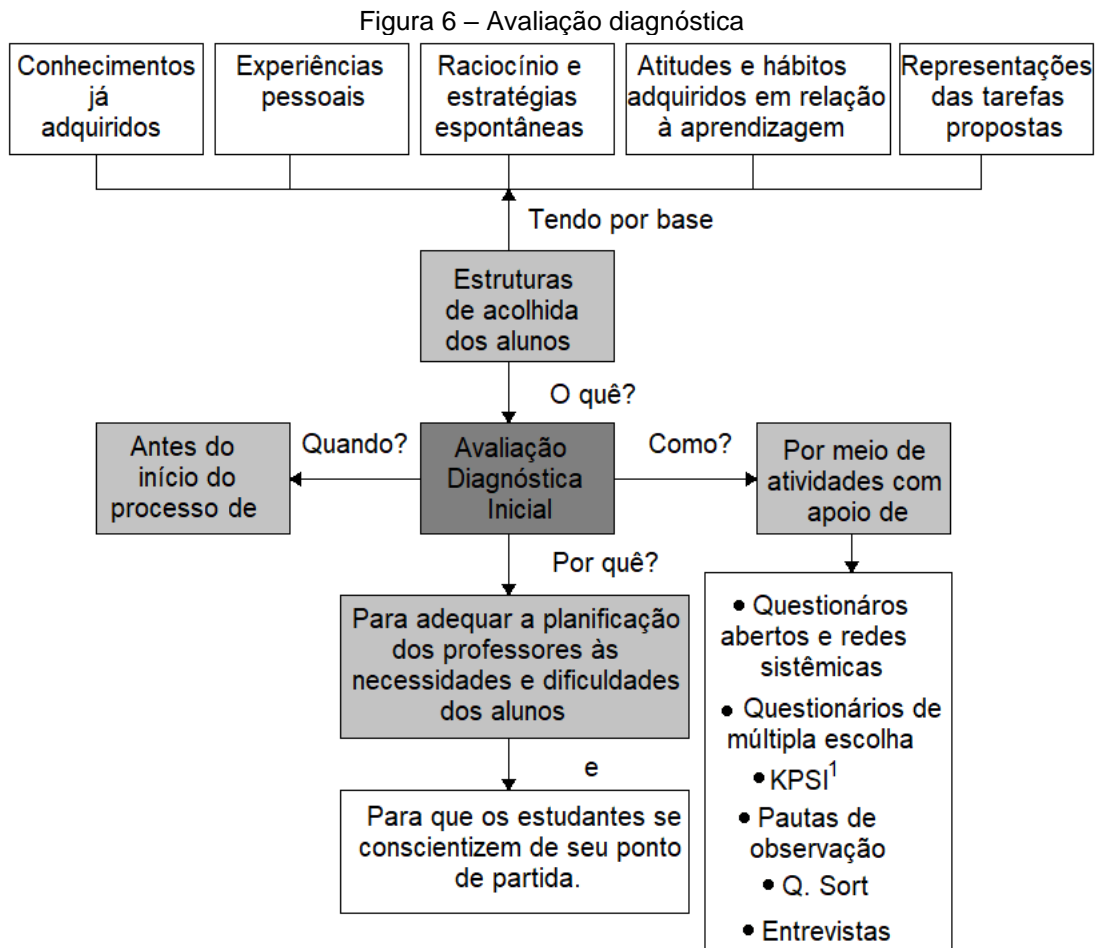 Figura 6 – Avaliação diagnóstica
Conhecimentos
já
adquiridos
Experiências
pessoais
Raciocínio e
estratégias
espontâneas
Atitudes e hábitos
adquiridos em relação
à aprendizagem
Representações
das tarefas
propostas
Tendo por base
Estruturas
de acolhida
dos alunos
O quê?
Antes do
início do
processo de
Quando?
Avaliação
Diagnóstica
Inicial
Como?
Por meio de
atividades com
apoio de
Por quê?
Para adequar a planificação
dos professores às
necessidades e dificuldades
dos alunos
e
Para que os estudantes se
conscientizem de seu ponto
de partida.
• Questionáros
abertos e redes
sistêmicas
• Questionários de
múltipla escolha
• KPSI¹
• Pautas de
observação
• Q. Sort
• Entrevistas